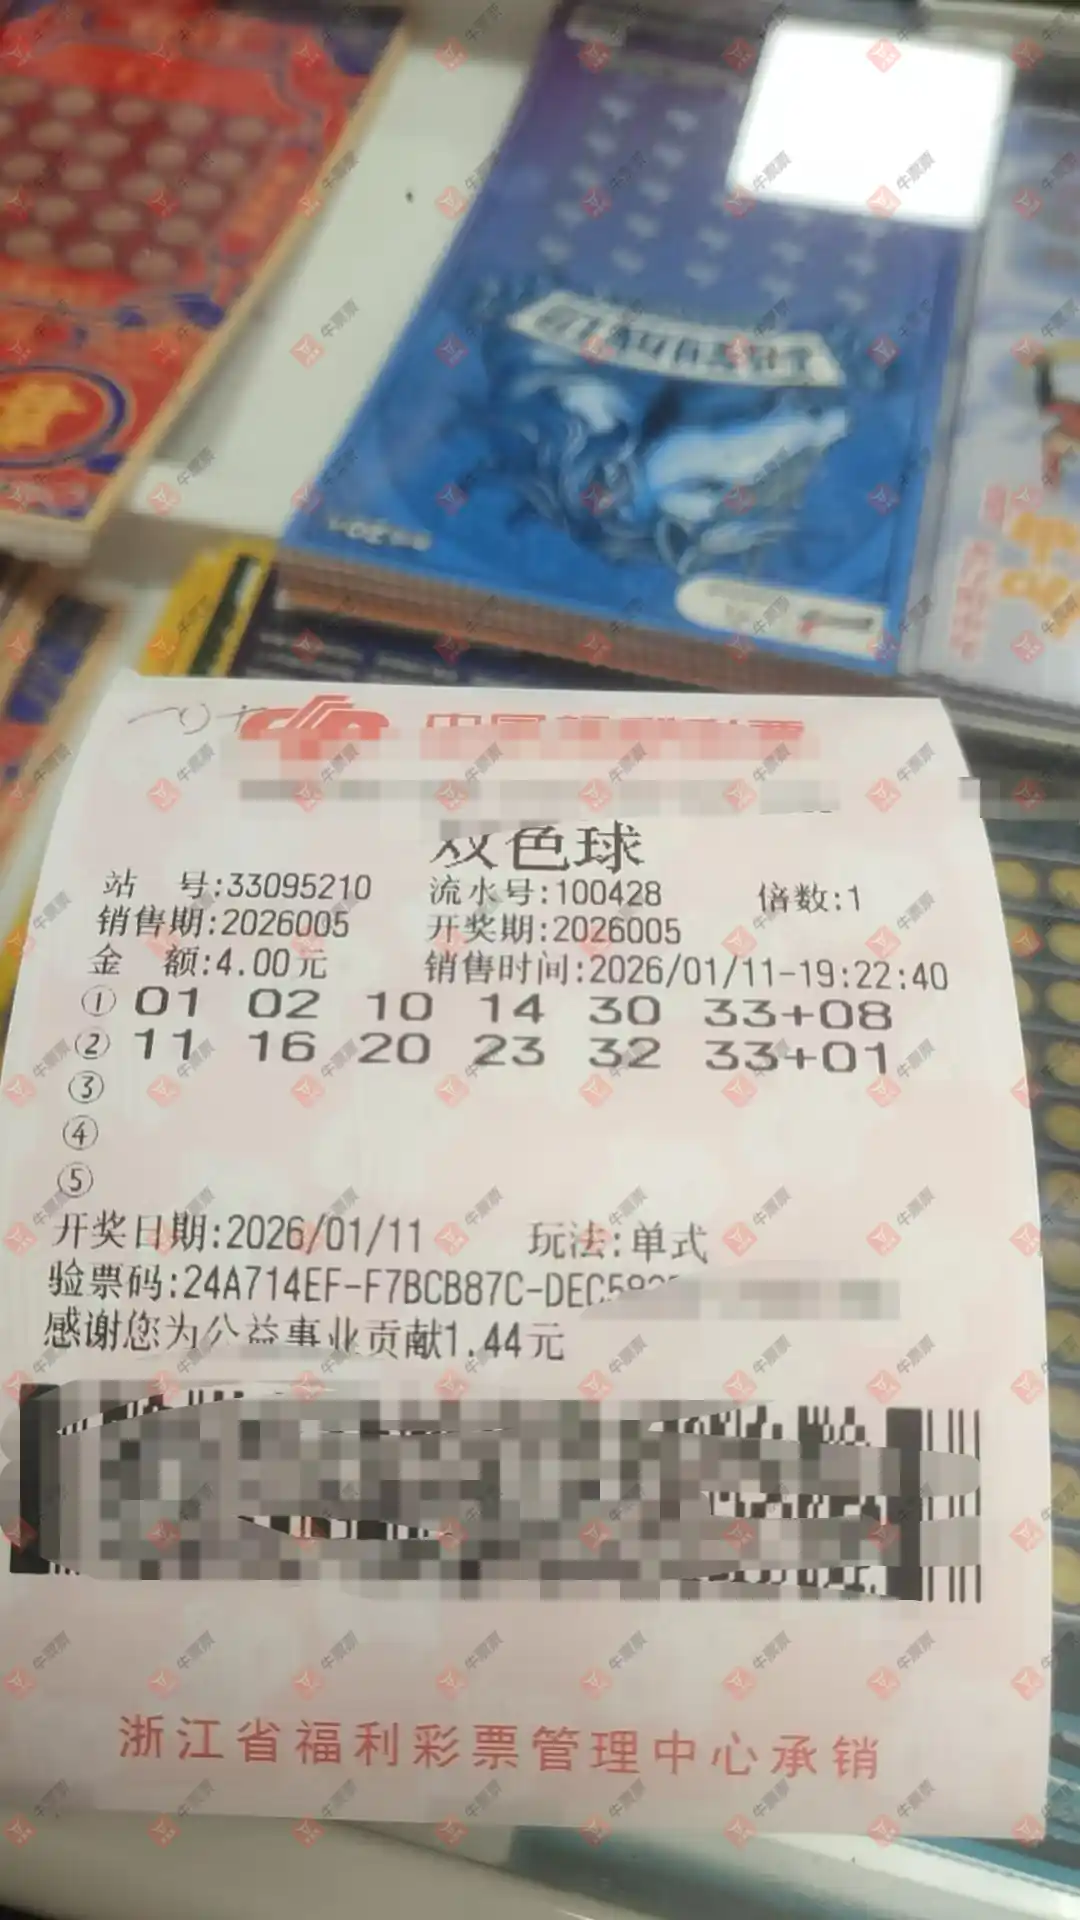 双色球
站 号:33095210 流水号:100428 倍数:1
销售期:2026005 开奖期:2026005
金 额:4.00元 销售时间:2026/01/11-19:22:40
① 01 02 10 14 30 33+08
② 11 16 20 23 32 33+01
③
④
⑤
开奖日期:2026/01/11 玩法:单式
验票码:24A714EF-F7BCB87C-DEC5
感谢您为公益事业贡献1.44元
浙江省福利彩票管理中心承销
牛票票